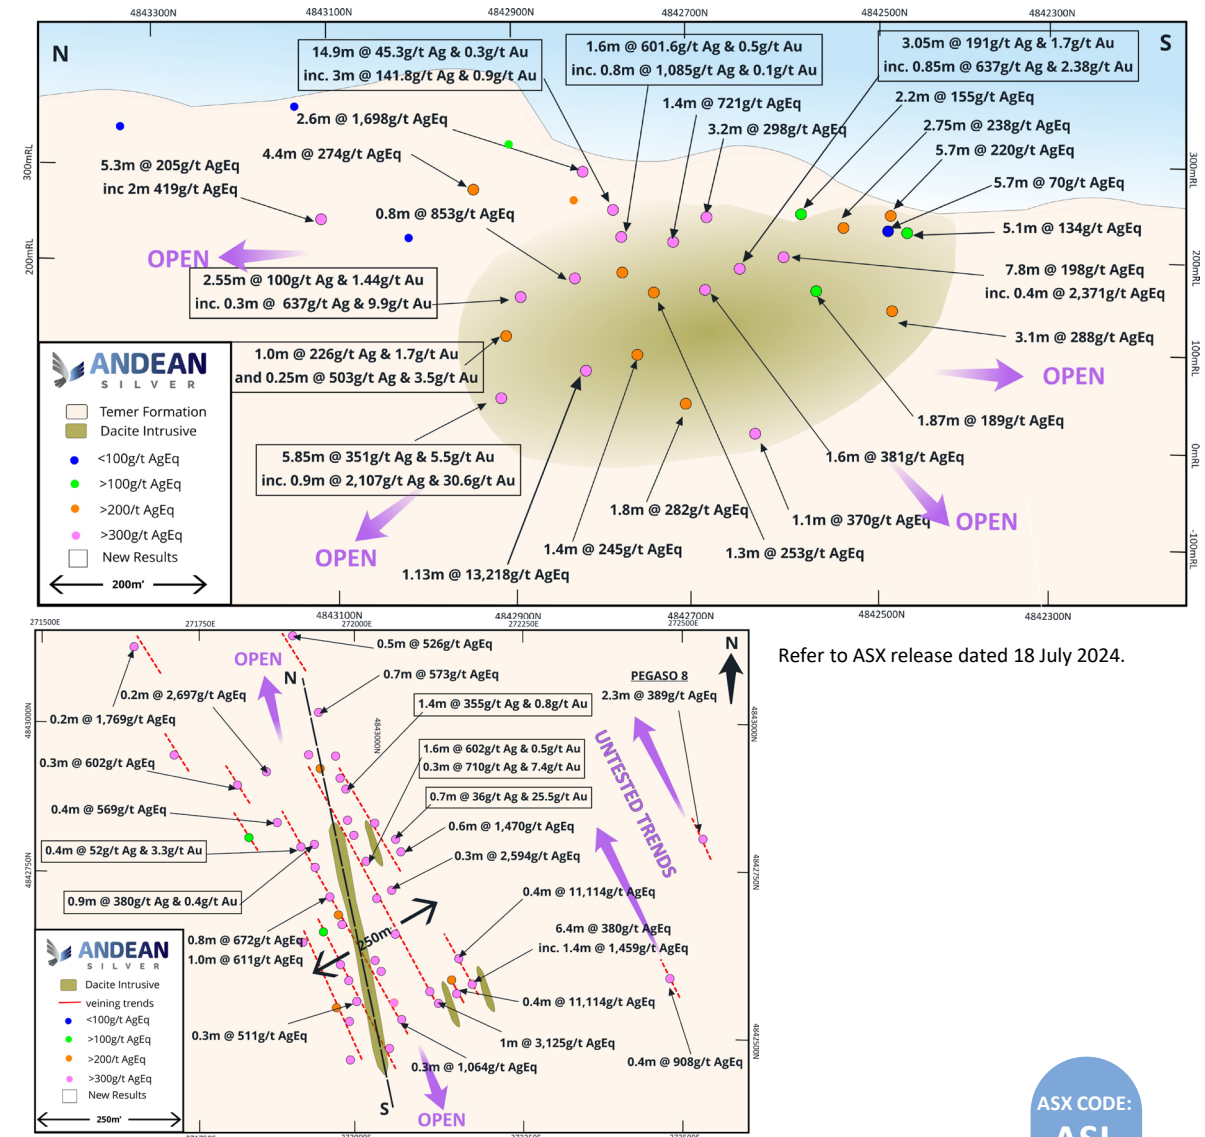 4843300N 4843100N 4842900N 4842700N 4842500N 4842300N
N
S
14.9m @ 45.3g/t Ag & 0.3g/t Au
inc. 3m @ 141.8g/t Ag & 0.9g/t Au
1.6m @ 601.6g/t Ag & 0.5g/t Au
inc. 0.8m @ 1,085g/t Ag & 0.1g/t Au
3.05m @ 191g/t Ag & 1.7g/t Au
inc. 0.85m @ 637g/t Ag & 2.38g/t Au
2.6m @ 1,698g/t AgEq
1.4m @ 721g/t AgEq
2.2m @ 155g/t AgEq
3.2m @ 298g/t AgEq
2.75m @ 238g/t AgEq
4.4m @ 274g/t AgEq
5.7m @ 220g/t AgEq
5.3m @ 205g/t AgEq
inc 2m 419g/t AgEq
5.7m @ 70g/t AgEq
0.8m @ 853g/t AgEq
5.1m @ 134g/t AgEq
300mRL
200mRL
300mRL
200mRL
100mRL
0mRL
-100mRL
OPEN
2.55m @ 100g/t Ag & 1.44g/t Au
inc. 0.3m @ 637g/t Ag & 9.9g/t Au
7.8m @ 198g/t AgEq
inc. 0.4m @ 2,371g/t AgEq
3.1m @ 288g/t AgEq
1.0m @ 226g/t Ag & 1.7g/t Au
and 0.25m @ 503g/t Ag & 3.5g/t Au
OPEN
1.87m @ 189g/t AgEq
5.85m @ 351g/t Ag & 5.5g/t Au
inc. 0.9m @ 2,107g/t Ag & 30.6g/t Au
1.6m @ 381g/t AgEq
1.8m @ 282g/t AgEq
1.1m @ 370g/t AgEq
OPEN
OPEN
1.4m @ 245g/t AgEq
1.3m @ 253g/t AgEq
1.13m @ 13,218g/t AgEq
ANDEAN
SILVER
Temer Formation
Dacite Intrusive
<100g/t AgEq
>100g/t AgEq
>200/t AgEq
>300g/t AgEq
New Results
200m'
4843100N 4842900N 4842700N 4842500N 4842300N
271500E 271750E 272000E 272250E 272500E
Refer to ASX release dated 18 July 2024.
0.5m @ 526g/t AgEq
OPEN
N
N
0.7m @ 573g/t AgEq
PEGASO 8
2.3m @ 389g/t AgEq
0.2m @ 2,697g/t AgEq
1.4m @ 355g/t Ag & 0.8g/t Au
0.2m @ 1,769g/t AgEq
4843000N
4843000N
4843000N
1.6m @ 602g/t Ag & 0.5g/t Au
0.3m @ 710g/t Ag & 7.4g/t Au
0.3m @ 602g/tAgEq
UNTESTED TRENDS
0.7m @ 36g/t Ag & 25.5g/t Au
0.4m @ 569g/t AgEq
0.6m @ 1,470g/t AgEq
0.4m @ 52g/t Ag & 3.3g/t Au
0.3m @ 2,594g/t AgEq
4842750N
4842750N
0.9m @ 380g/t Ag & 0.4g/t Au
0.4m @ 11,114g/t AgEq
0.8m @ 672g/t AgEq
1.0m @ 611g/t AgEq
250m
6.4m @ 380g/t AgEq
inc. 1.4m @ 1,459g/t AgEq
0.4m @ 11,114g/t AgEq
0.3m @ 511g/t AgEq
1m @ 3,125g/t AgEq
4842500N
0.3m @ 1,064g/t AgEq
0.4m @ 908g/t AgEq
S
OPEN
ANDEAN
SILVER
Dacite Intrusive
veining trends
<100g/t AgEq
>100g/t AgEq
>200g/t AgEq
>300g/t AgEq
New Results
250m'
ASX CODE:
ASL